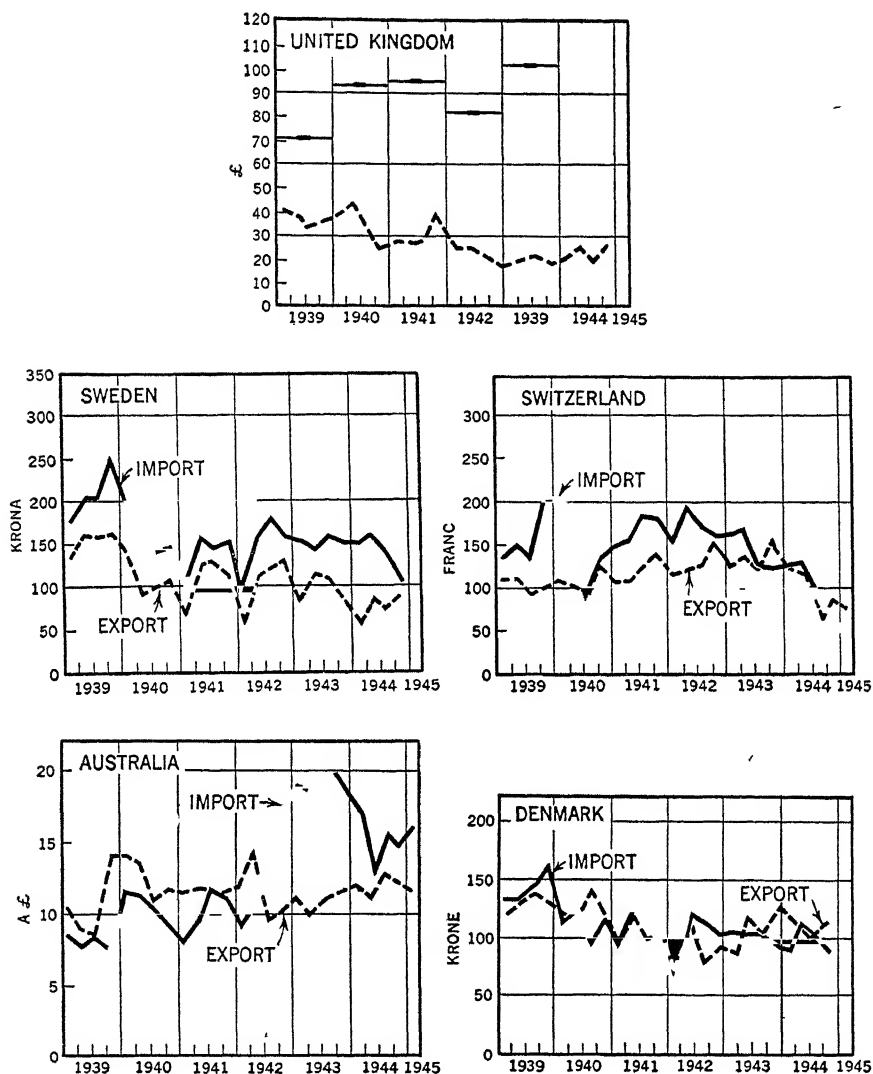 UNITED KINGDOM
£
120
110
100
90
80
70
60
50
40
30
20
10
0
1939 1940 1941 1942 1939 1944 1945
SWEDEN
KRONA
350
300
250
200
150
100
50
0
IMPORT
EXPORT
1939 1940 1941 1942 1943 1944 1945
SWITZERLAND
FRANC
300
250
200
150
100
50
0
IMPORT
EXPORT
1939 1940 1941 1942 1943 1944 1945
AUSTRALIA
A £
20
15
10
5
0
IMPORT
EXPORT
1939 1940 1941 1942 1943 1944 1945
DENMARK
KRONE
200
150
100
50
0
IMPORT
EXPORT
1939 1940 1941 1942 1943 1944 1945